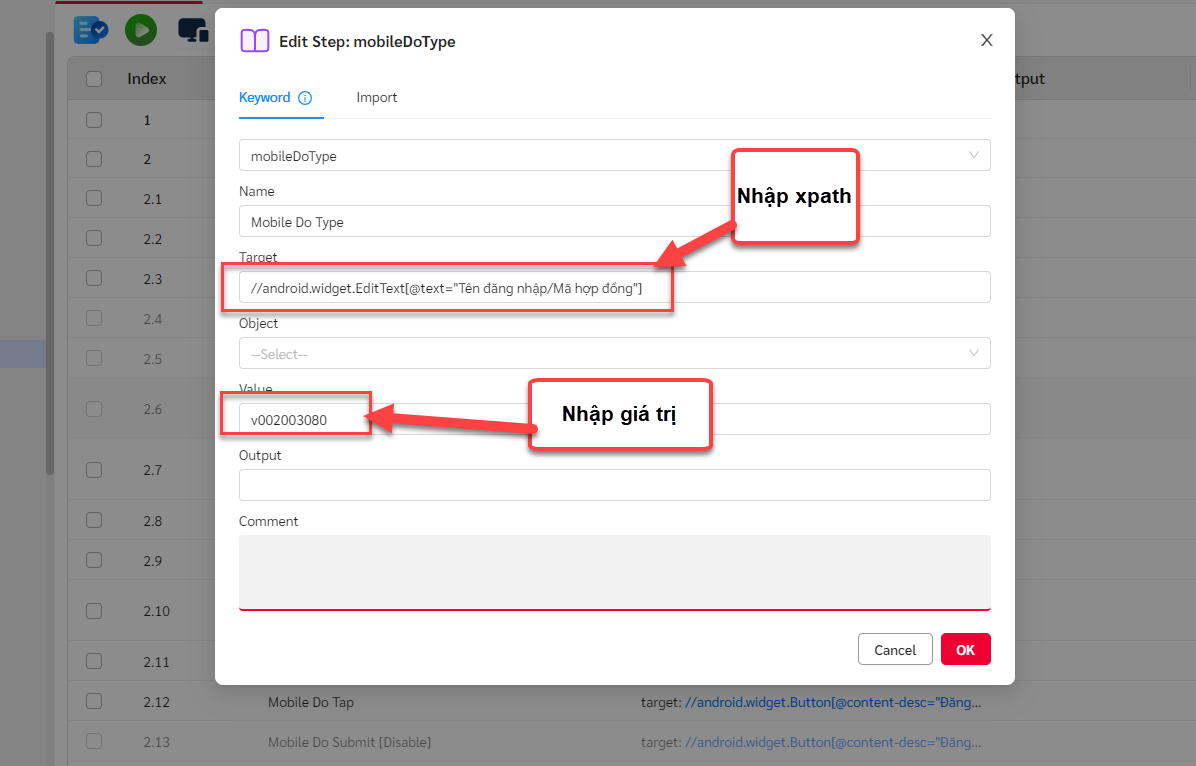 Edit Step: mobileDoType
X
Index
tput
Keyword
Import
1
mobileDoType
2
Name
Nhập xpath
2.1
Mobile Do Type
2.2
Target
2.3
//android.widget.EditText[@text="Tên đăng nhập/Mã hợp đồng"]
2.4
Object
--Select--
2.5
Value
2.6
Nhập giá trị
v002003080
Output
2.7
2.8
Comment
2.9
2.10
2.11
Cancel
OK
2.12 Mobile Do Tap target: //android.widget.Button[@content-desc="Đăng...
2.13 Mobile Do Submit [Disable] target: //android.widget.Button[@content-desc="Đăng...